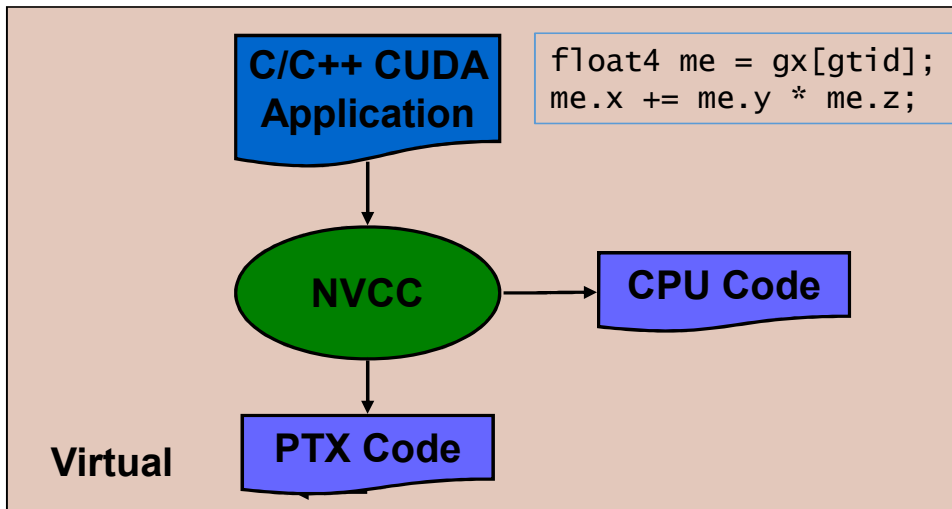 C/C++ CUDA
Application
float4 me = gx[gtid];
me.x += me.y * me.z;
NVCC
CPU Code
PTX Code
Virtual